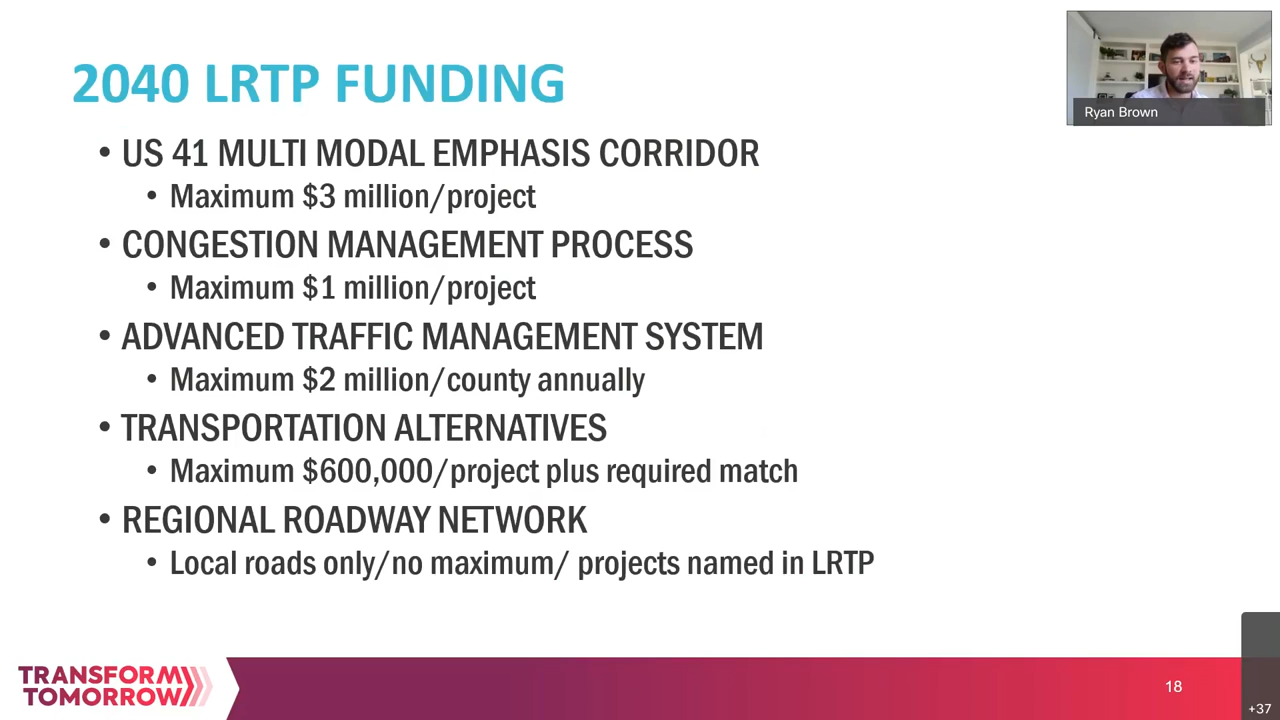 2040 LRTP FUNDING
• US 41 MULTI MODAL EMPHASIS CORRIDOR
• Maximum $3 million/project
• CONGESTION MANAGEMENT PROCESS
• Maximum $1 million/project
• ADVANCED TRAFFIC MANAGEMENT SYSTEM
• Maximum $2 million/county annually
• TRANSPORTATION ALTERNATIVES
• Maximum $600,000/project plus required match
• REGIONAL ROADWAY NETWORK
• Local roads only/no maximum/ projects named in LRTP
Ryan Brown
TRANSFORM
TOMORROW
18
+37